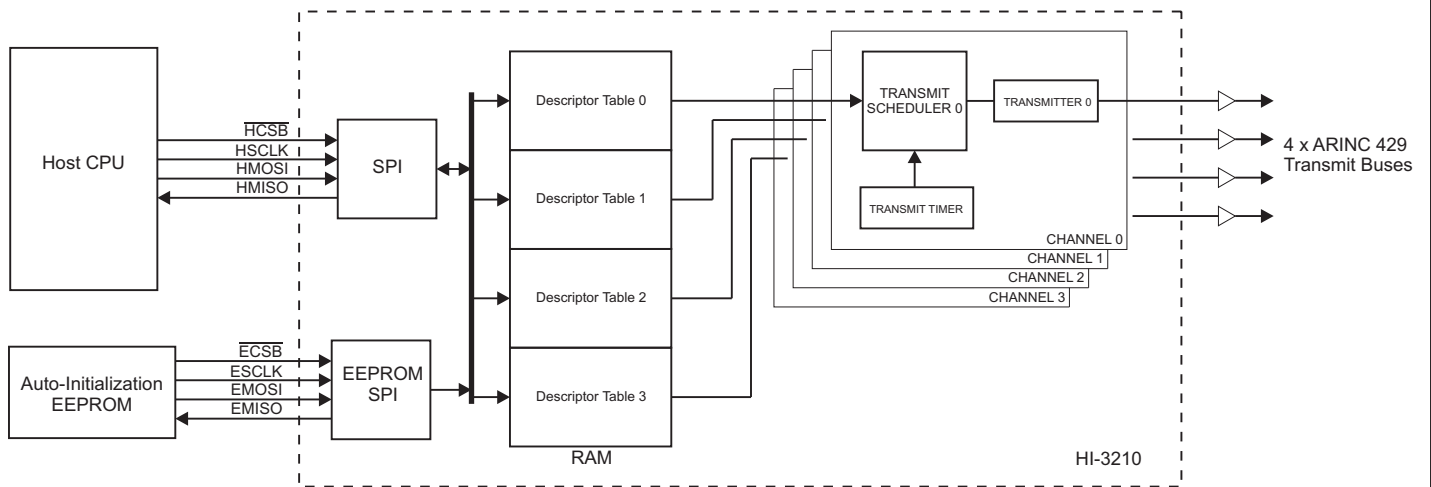 Host CPU
HCSB
HSCLK
HMOSI
HMISO
SPI
Auto-Initialization
EEPROM
ECSB
ESCLK
EMOSI
EMISO
EEPROM
SPI
Descriptor Table 0
Descriptor Table 1
Descriptor Table 2
Descriptor Table 3
RAM
TRANSMIT
SCHEDULER 0
TRANSMITTER 0
TRANSMIT TIMER
CHANNEL 0
CHANNEL 1
CHANNEL 2
CHANNEL 3
4 x ARINC 429
Transmit Buses
HI-3210